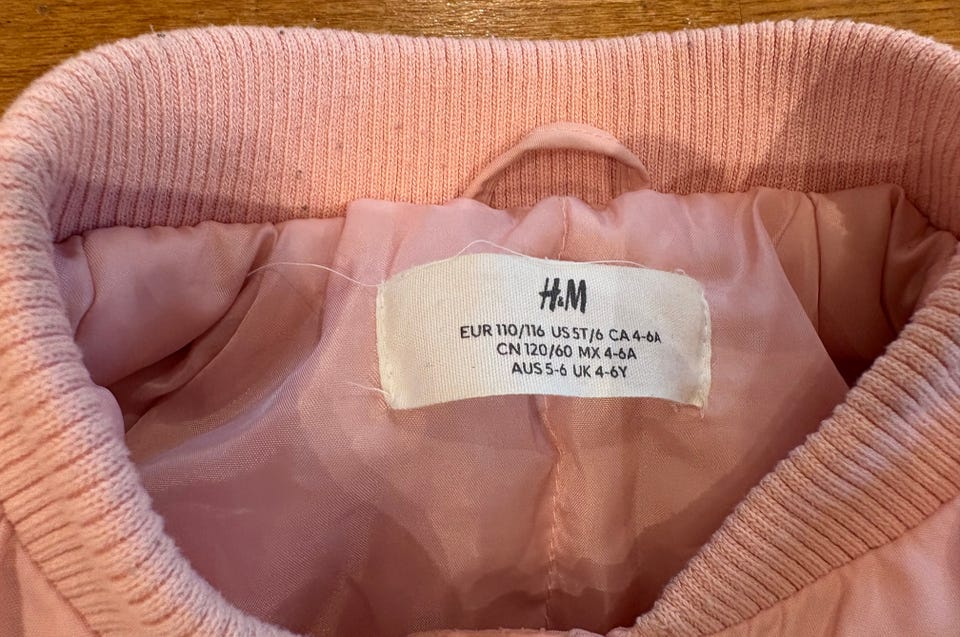 H&M
EUR 110/116 US 5T/6 CA 4-6A
CN 120/60 MX 4-6A
AUS 5-6 UK 4-6Y